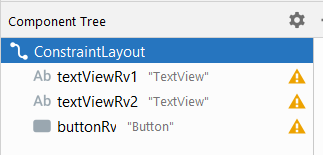 Component Tree
ConstraintLayout
Ab textViewRv1 "TextView"
Ab textViewRv2 "TextView"
buttonRv "Button"